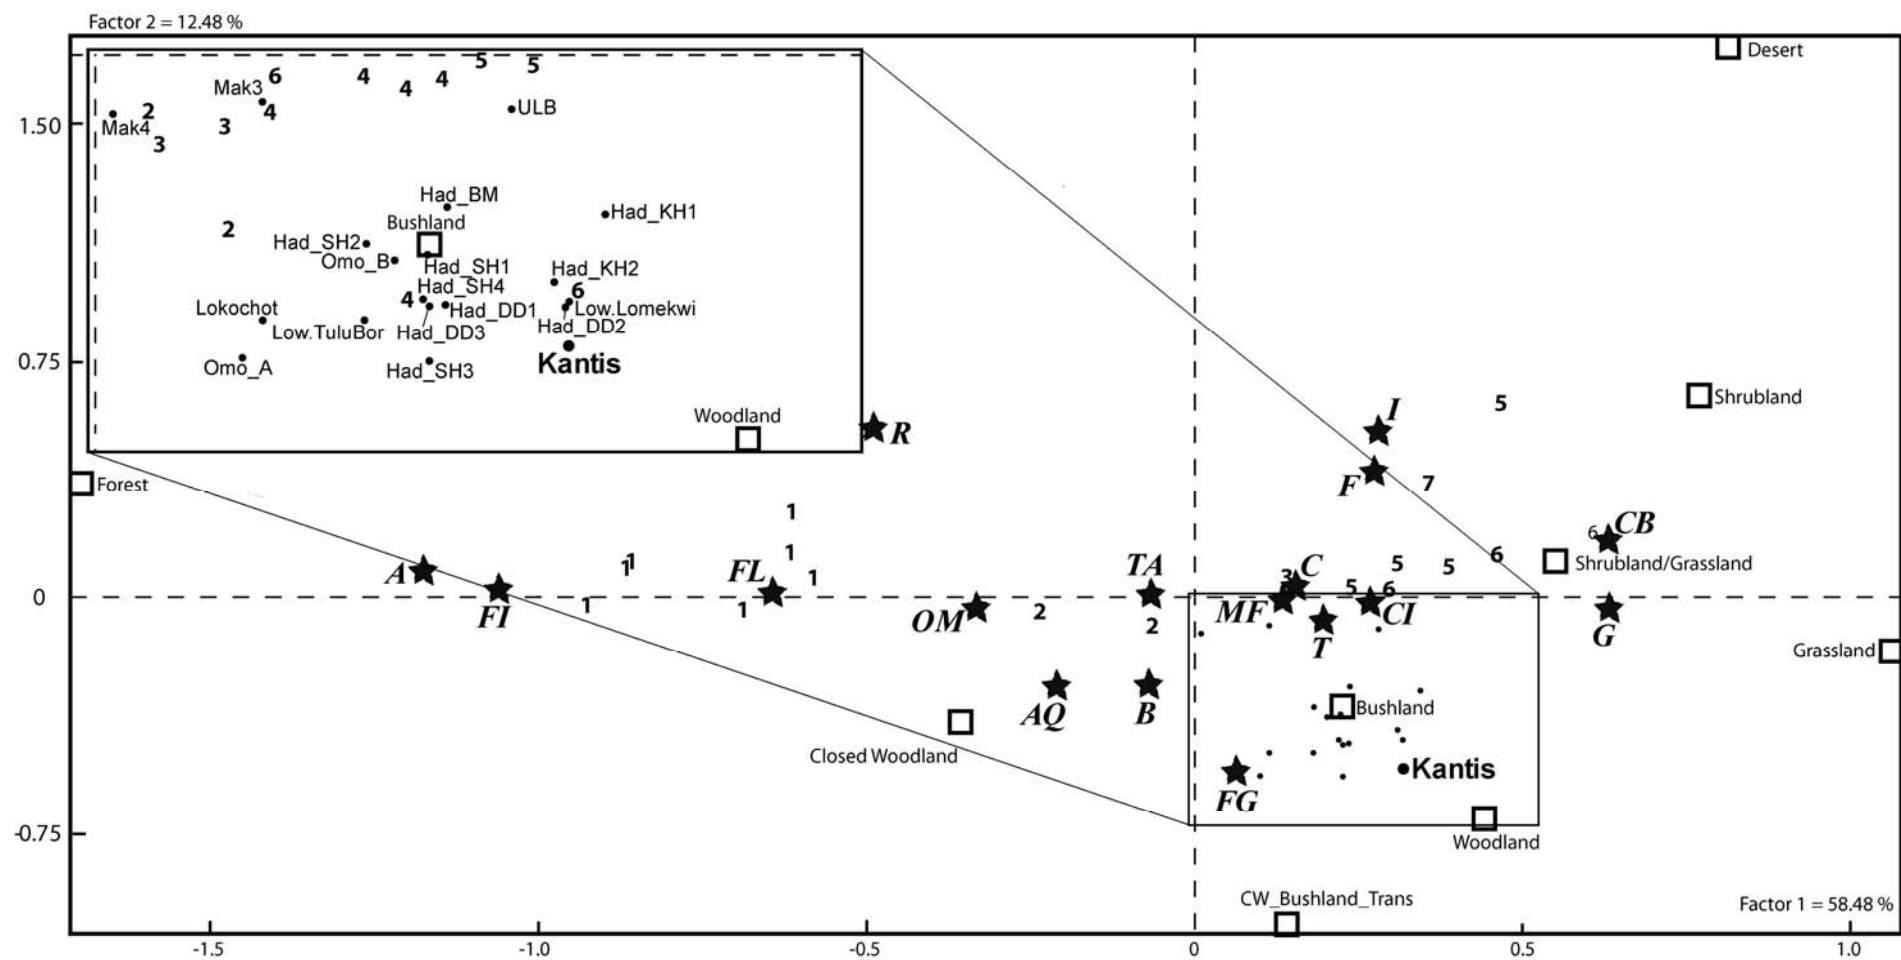 Factor 2 = 12.48 %
Desert
5 5
6 4 4 4
Mak3
4
ULB
2
Mak4
3
3
1.50
Had_BM
Had_KH1
Bushland
2
Had_SH2
Omo_B
Had_SH1
Had_KH2
Had_SH4
6
4
Lokochot
Had_DD1
Low.Lomekwi
Low.TuluBor
Had_DD3
Had_DD2
Kantis
0.75
Omo_A
Had_SH3
Woodland
Shrubland
5
I
R
F
7
Forest
1
6 CB
1
6
1 1
FL
TA
C
5
5
Shrubland/Grassland
A
1
3
5
6
0
FI
1
1
OM
2
2
MF
T
CI
G
Grassland
AQ
B
Bushland
Closed Woodland
Kantis
FG
-0.75
Woodland
CW_Bushland_Trans
Factor 1 = 58.48 %
-1.5 -1.0 -0.5 0 0.5 1.0